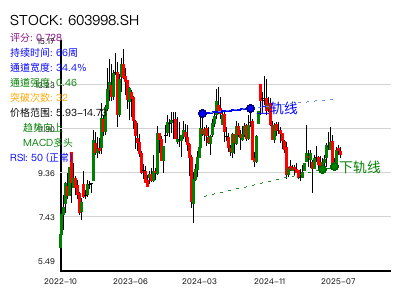 STOCK: 603998.SH
评分: 0.728
持续时间: 66周
通道宽度: 34.4%
通道强度: 0.46
突破次数: 32
价格范围: 5.93-14.7
趋势向上
MACD多头
RSI: 50 (正常
上轨线
下轨线
9.36
7.43
5.49
2022-10
2023-06
2024-03
2024-11
2025-07